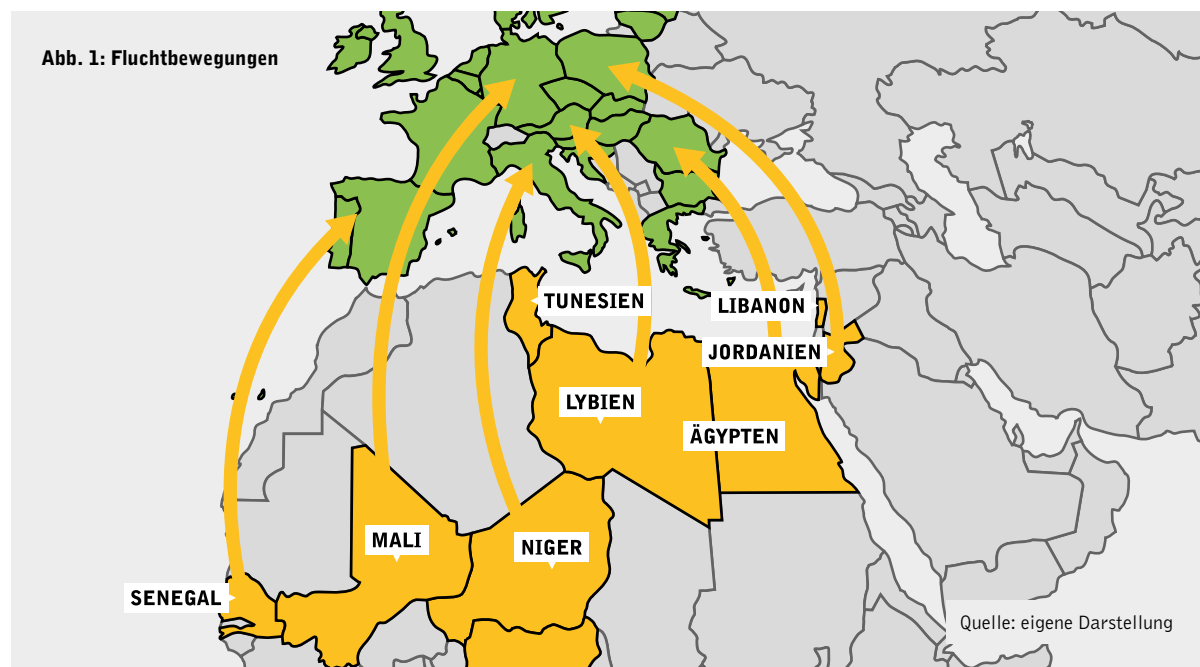 Abb. 1: Fluchtbewegungen
TUNESIEN
LIBANON
JORDANIEN
LYBIEN
ÄGYPTEN
MALI
NIGER
SENEGAL
Quelle: eigene Darstellung